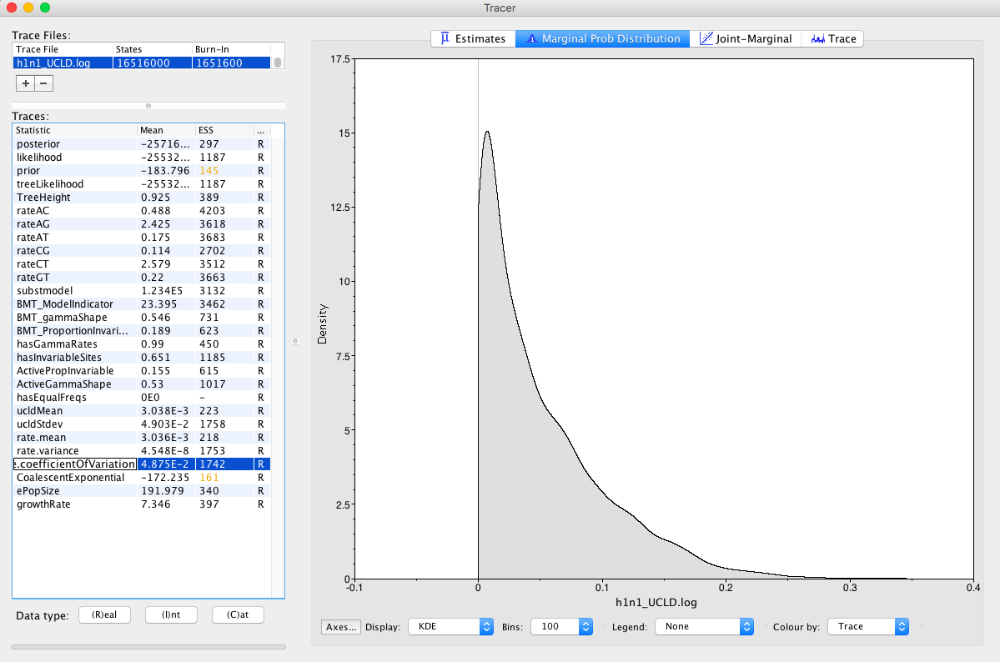 Tracer
Trace Files:
Trace File States Burn-In
h1n1_UCLD.log 16516000 1651600
+ −
Traces:
Statistic Mean ESS ...
posterior -25716... 297 R
likelihood -25532... 1187 R
prior -183.796 145 R
treeLikelihood -25532... 1187 R
TreeHeight 0.925 389 R
rateAC 0.488 4203 R
rateAG 2.425 3618 R
rateAT 0.175 3683 R
rateCG 0.114 2702 R
rateCT 2.579 3512 R
rateGT 0.22 3663 R
substmodel 1.234E5 3132 R
BMT_ModelIndicator 23.395 3462 R
BMT_gammaShape 0.546 731 R
BMT_ProportionInvari... 0.189 623 R
hasGammaRates 0.99 450 R
hasInvariableSites 0.651 1185 R
ActivePropInvariable 0.155 615 R
ActiveGammaShape 0.53 1017 R
hasEqualFreqs 0E0 - R
ucldMean 3.038E-3 223 R
ucldStdev 4.903E-2 1758 R
rate.mean 3.036E-3 218 R
rate.variance 4.548E-8 1753 R
e.coefficientOfVariation 4.875E-2 1742 R
CoalescentExponential -172.235 161 R
ePopSize 191.979 340 R
growthRate 7.346 397 R
Data type: (R)eal (I)nt (C)at
Estimates Marginal Prob Distribution Joint-Marginal Trace
17.5
15
12.5
10
7.5
5
2.5
0
Density
-0.1 0 0.1 0.2 0.3 0.4
h1n1_UCLD.log
Axes... Display: KDE Bins: 100 Legend: None Colour by: Trace